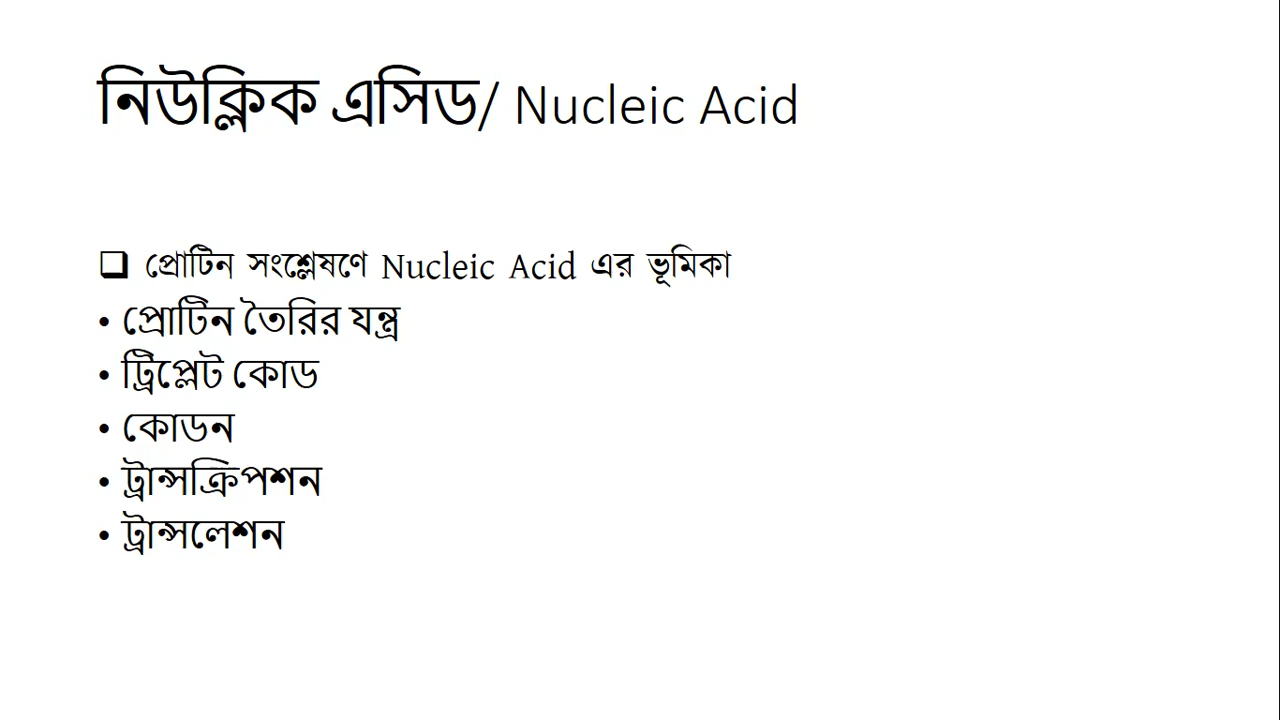 নিউক্লিক এসিড/ Nucleic Acid
❑ প্রোটিন সংশ্লেষণে Nucleic Acid এর ভূমিকা
• প্রোটিন তৈরির যন্ত্র
• ট্রিপ্লেট কোড
• কোডন
• ট্রান্সক্রিপশন
• ট্রান্সলেশন